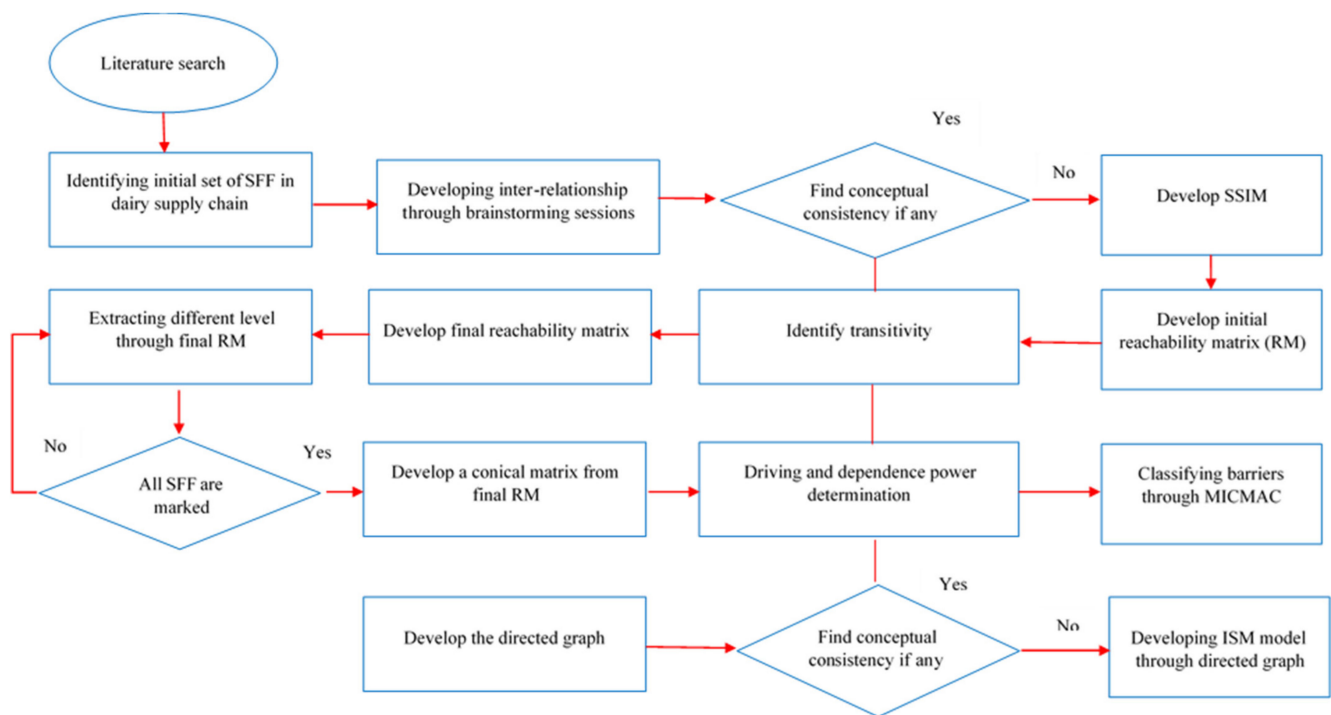 Literature search
Identifying initial set of SFF in
dairy supply chain
Developing inter-relationship
through brainstorming sessions
Yes
Find conceptual
consistency if any
No
Develop SSIM
Extracting different level
through final RM
Develop final reachability matrix
Identify transitivity
Develop initial
reachability matrix (RM)
No
All SFF are
marked
Yes
Develop a conical matrix from
final RM
Driving and dependence power
determination
Classifying barriers
through MICMAC
Develop the directed graph
Yes
Find conceptual
consistency if any
No
Developing ISM model
through directed graph